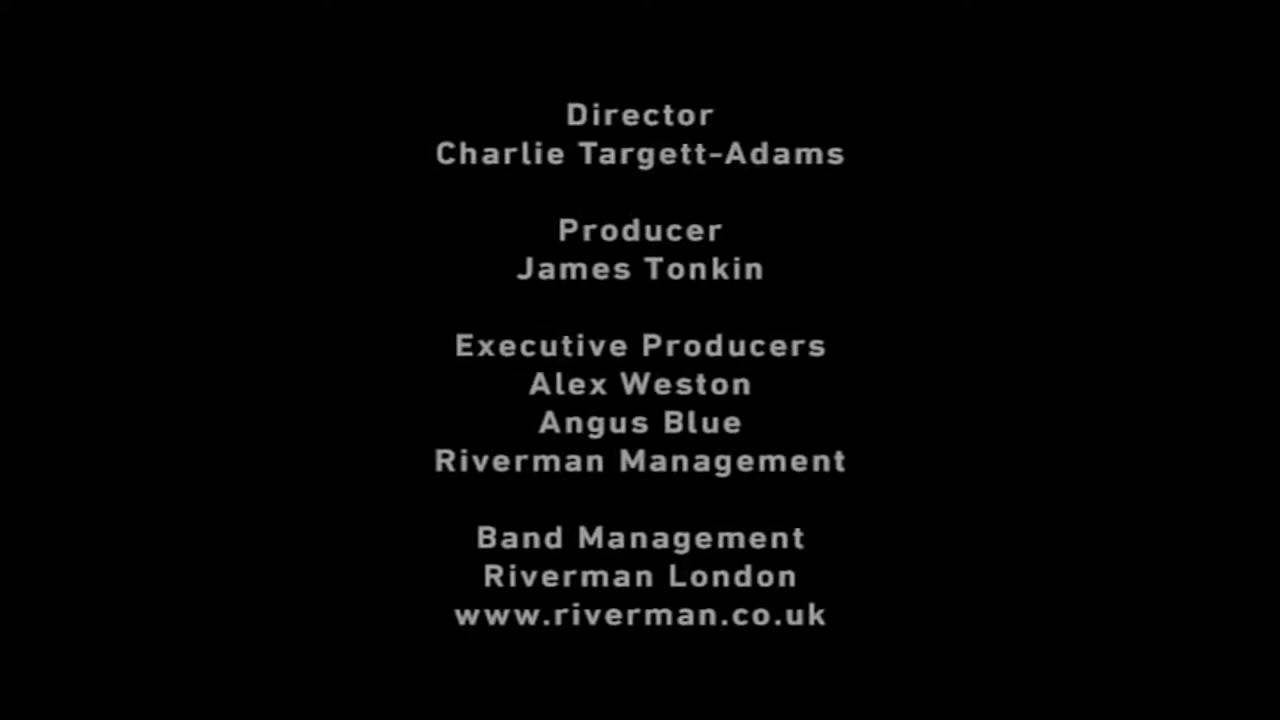 Director
Charlie Targett-Adams
Producer
James Tonkin
Executive Producers
Alex Weston
Angus Blue
Riverman Management
Band Management
Riverman London
www.riverman.co.uk